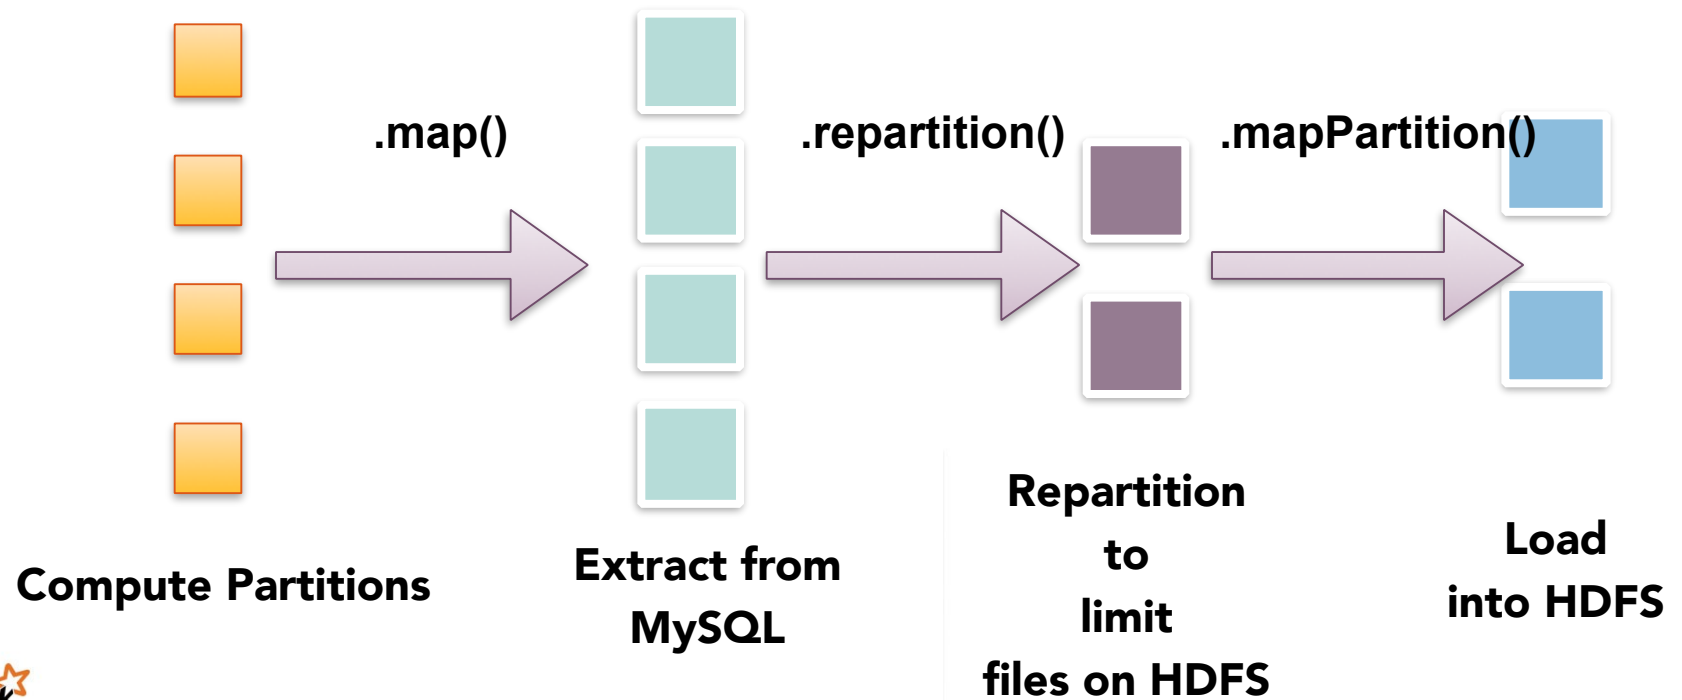 .map()
.repartition()
.mapPartition()
Compute Partitions
Extract from
MySQL
Repartition
to
limit
files on HDFS
Load
into HDFS